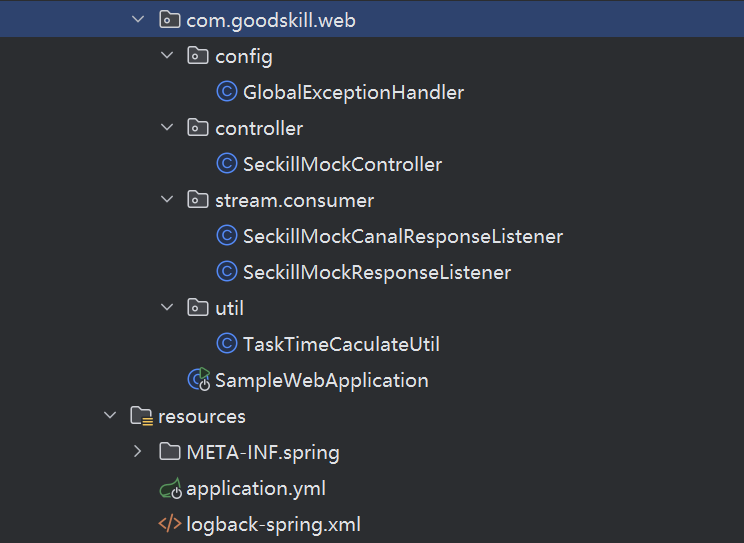 com.goodskill.web
config
GlobalExceptionHandler
controller
SeckillMockController
stream.consumer
SeckillMockCanalResponseListener
SeckillMockResponseListener
util
TaskTimeCaculateUtil
SampleWebApplication
resources
META-INF.spring
application.yml
logback-spring.xml